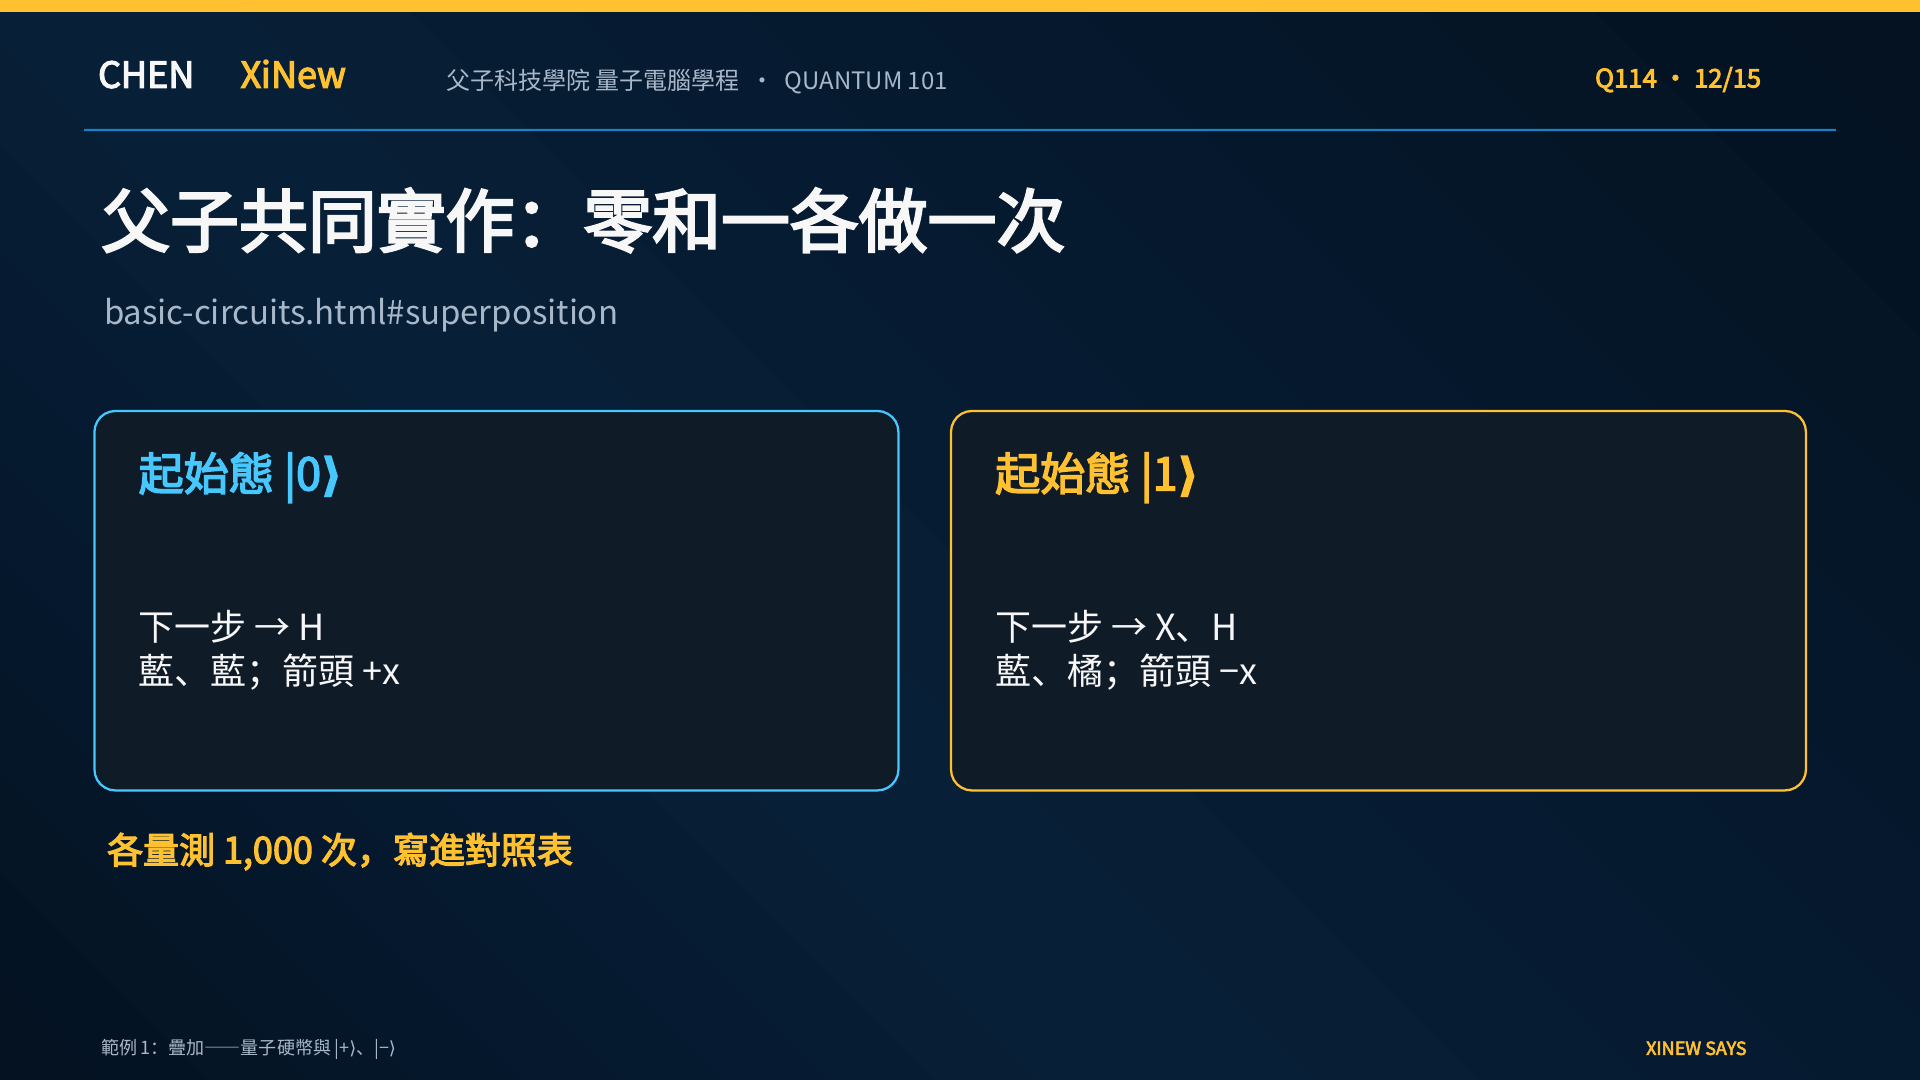 CHEN XiNew 父子科技學院 量子電腦學程 · QUANTUM 101 Q114 · 12/15
父子共同實作：零和一各做一次
basic-circuits.html#superposition
起始態 |0⟩
下一步 → H
藍、藍；箭頭 +x
起始態 |1⟩
下一步 → X、H
藍、橘；箭頭 −x
各量測 1,000 次，寫進對照表
範例 1：疊加——量子硬幣與 |+⟩、|−⟩
XINEW SAYS